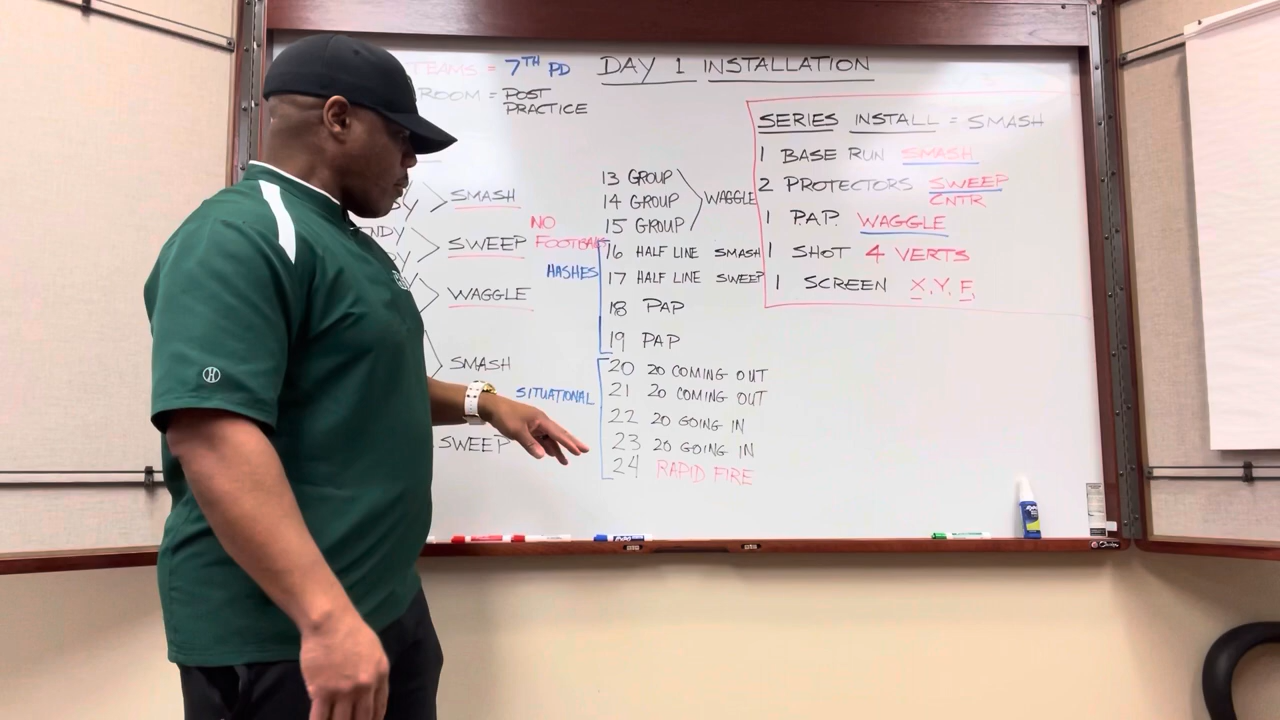 TEAMS = 7TH PD
ROOM = POST PRACTICE
DAY 1 INSTALLATION
SMASH
SWEEP
WAGGLE
SMASH
SWEEP
NO FOOTBALL
HASHES
SITUATIONAL
13 GROUP
14 GROUP
15 GROUP
WAGGLE
16 HALF LINE SMASH
17 HALF LINE SWEEP
18 PAP
19 PAP
20 20 COMING OUT
21 20 COMING OUT
22 20 GOING IN
23 20 GOING IN
24 RAPID FIRE
SERIES INSTALL = SMASH
1 BASE RUN SMASH
2 PROTECTORS SWEEP
CNTR
1 P.A.P. WAGGLE
1 SHOT 4 VERTS
1 SCREEN X.Y.F.